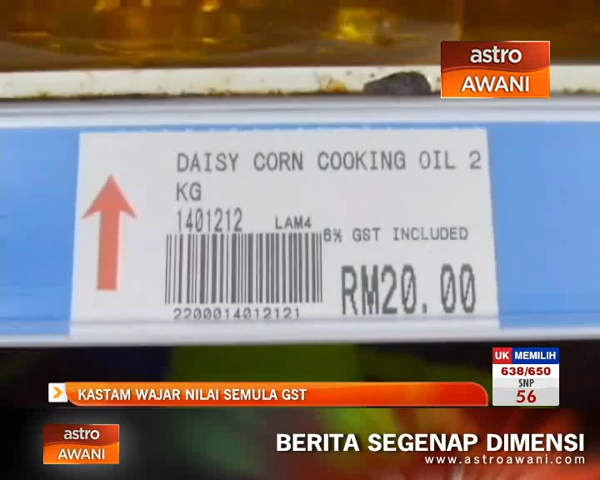 astro
AWANI
DAISY CORN COOKING OIL 2
KG
1401212 LAM4
6% GST INCLUDED
RM20.00
2200014012121
UK MEMILIH
638/650
SNP
56
KASTAM WAJAR NILAI SEMULA GST
astro
AWANI
BERITA SEGENAP DIMENSI
www.astroawani.com